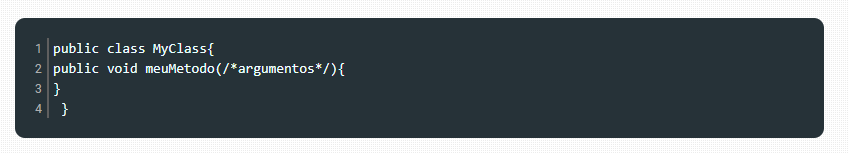 1 public class MyClass{
2 public void meuMetodo(/*argumentos*/){
3 }
4  }